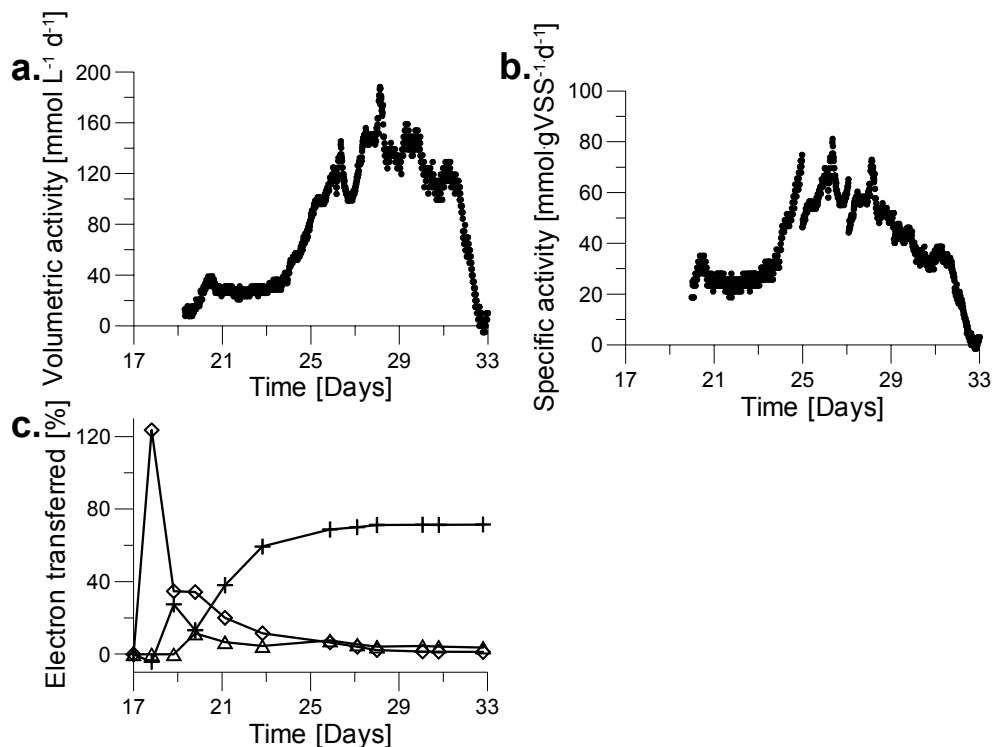 a.
Volumetric activity [mmol L⁻¹ d⁻¹]
200
160
120
80
40
0
17 21 25 29 33
Time [Days]
b.
Specific activity [mmol·gVSS⁻¹·d⁻¹]
100
80
60
40
20
0
17 21 25 29 33
Time [Days]
c.
Electron transferred [%]
120
80
40
0
17 21 25 29 33
Time [Days]